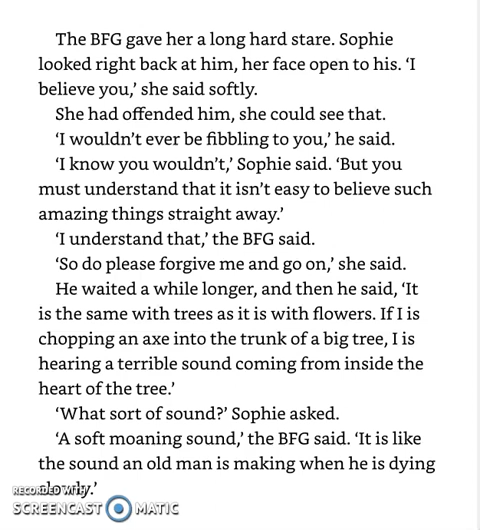 The BFG gave her a long hard stare. Sophie
looked right back at him, her face open to his. ‘I
believe you,’ she said softly.
She had offended him, she could see that.
‘I wouldn’t ever be fibbling to you,’ he said.
‘I know you wouldn’t,’ Sophie said. ‘But you
must understand that it isn’t easy to believe such
amazing things straight away.’
‘I understand that,’ the BFG said.
‘So do please forgive me and go on,’ she said.
He waited a while longer, and then he said, ‘It
is the same with trees as it is with flowers. If I is
chopping an axe into the trunk of a big tree, I is
hearing a terrible sound coming from inside the
heart of the tree.’
‘What sort of sound?’ Sophie asked.
‘A soft moaning sound,’ the BFG said. ‘It is like
the sound an old man is making when he is dying
slowly.’
RECORDED WITH
SCREENCAST MATIC